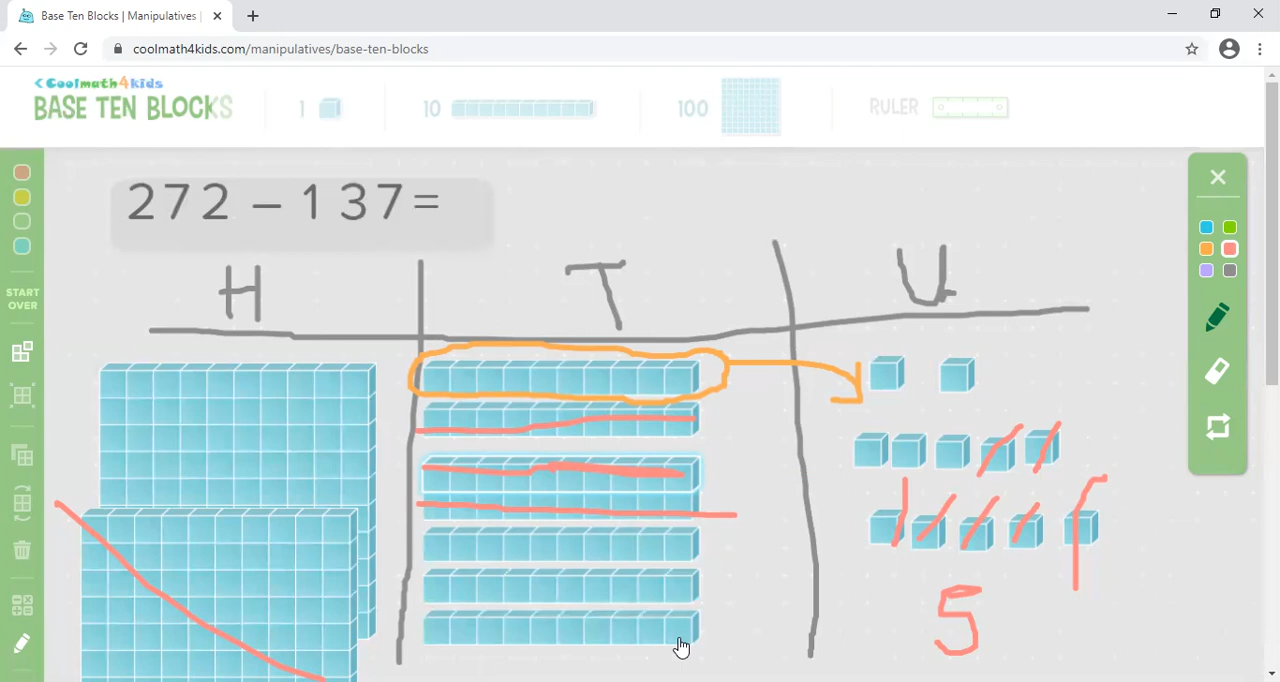 Base Ten Blocks | Manipulatives |
coolmath4kids.com/manipulatives/base-ten-blocks
<Coolmath4kids
BASE TEN BLOCKS
1
10
100
RULER
272 – 137=
H T U
START
OVER
5